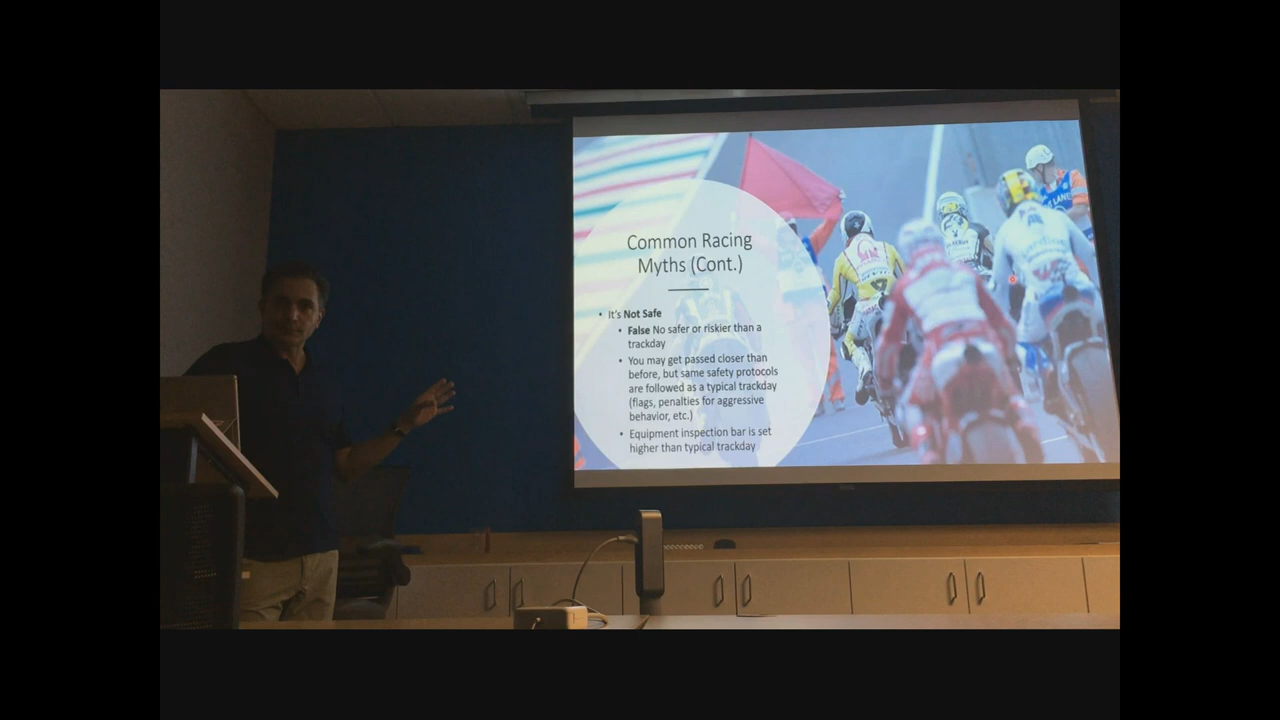 Common Racing
Myths (Cont.)
• It's Not Safe
• False No safer or riskier than a
trackday
• You may get passed closer than
before, but same safety protocols
are followed as a typical trackday
(flags, penalties for aggressive
behavior, etc.)
• Equipment inspection bar is set
higher than typical trackday